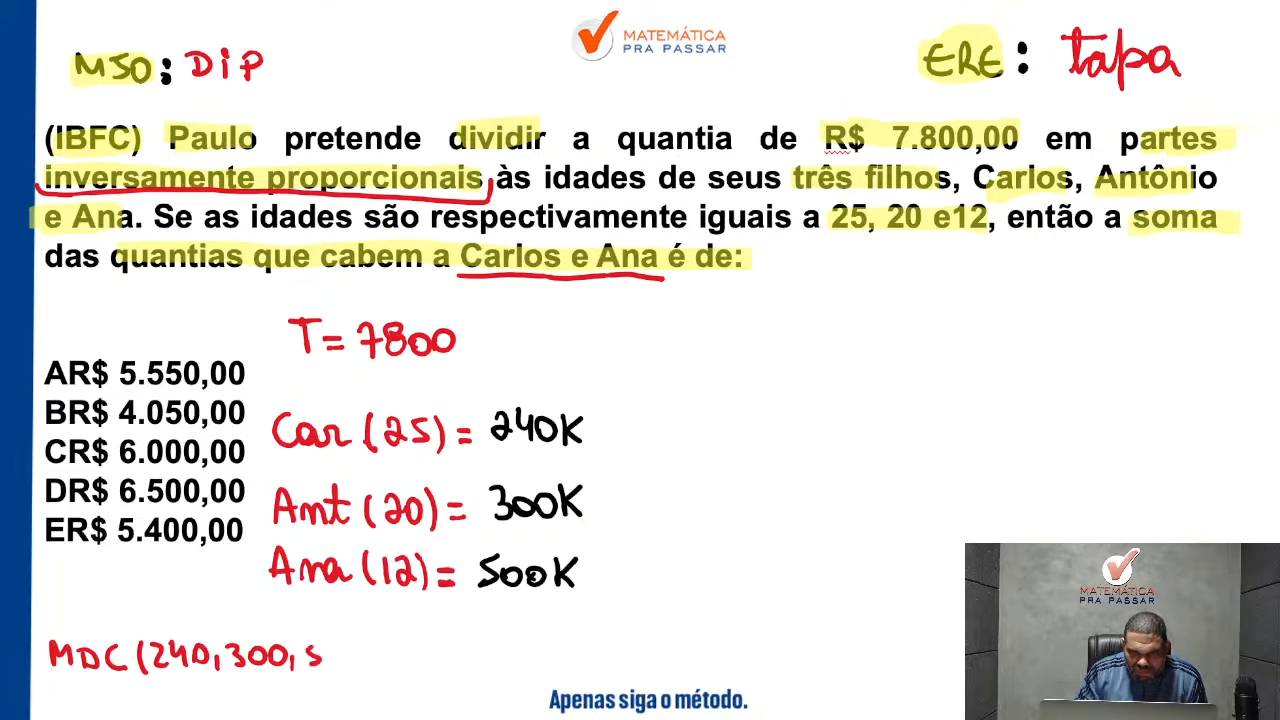 MATEMÁTICA
PRA PASSAR
MJO: DiP
ERE: tapa
(IBFC) Paulo pretende dividir a quantia de R$ 7.800,00 em partes
inversamente proporcionais às idades de seus três filhos, Carlos, Antônio
e Ana. Se as idades são respectivamente iguais a 25, 20 e12, então a soma
das quantias que cabem a Carlos e Ana é de:
T= 7800
AR$ 5.550,00
BR$ 4.050,00
CR$ 6.000,00
DR$ 6.500,00
ER$ 5.400,00
Car (25) = 240K
Ant (20) = 300K
Ana (12) = 500K
MDC (240, 300, 5
MATEMÁTICA
PRA PASSAR
Apenas siga o método.